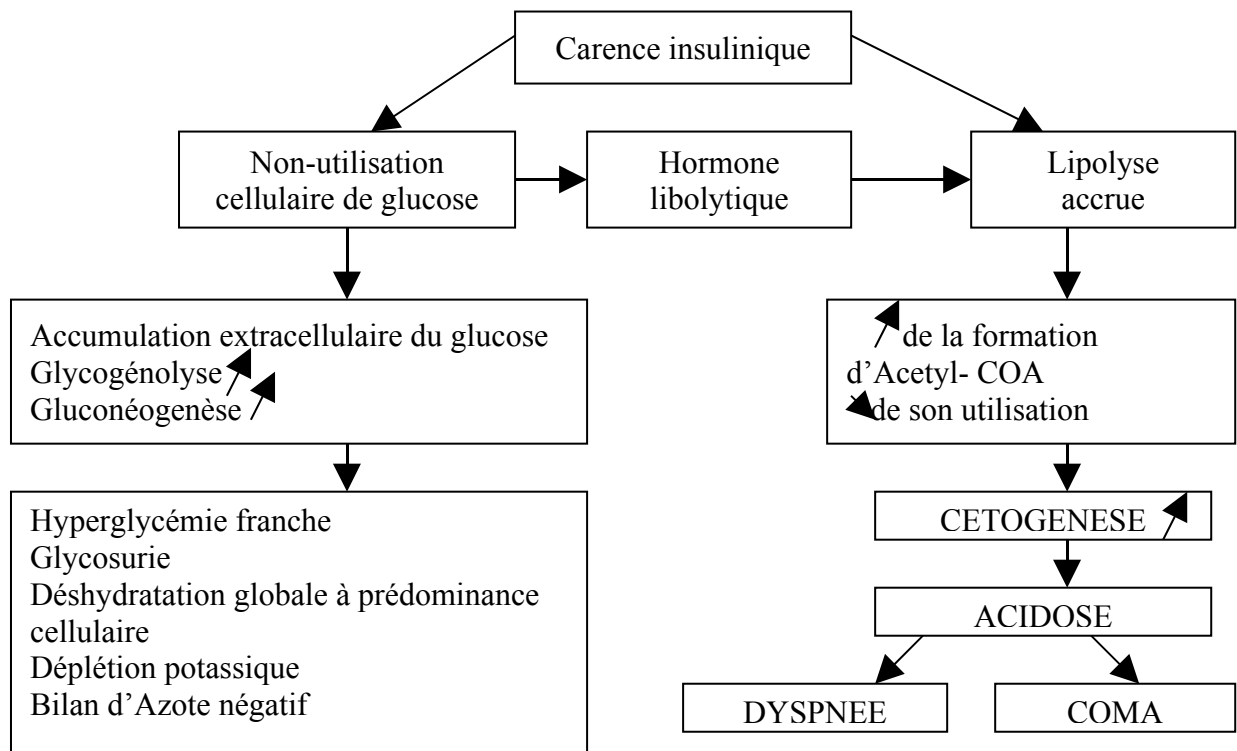 Carence insulinique
Non-utilisation
cellulaire de glucose
Hormone
libolytique
Lipolyse
accrue
Accumulation extracellulaire du glucose
Glycogénolyse
Gluconéogenèse
de la formation
d’Acetyl- COA
de son utilisation
Hyperglycémie franche
Glycosurie
Déshydratation globale à prédominance
cellulaire
Déplétion potassique
Bilan d’Azote négatif
CETOGENESE
ACIDOSE
DYSPNEE
COMA